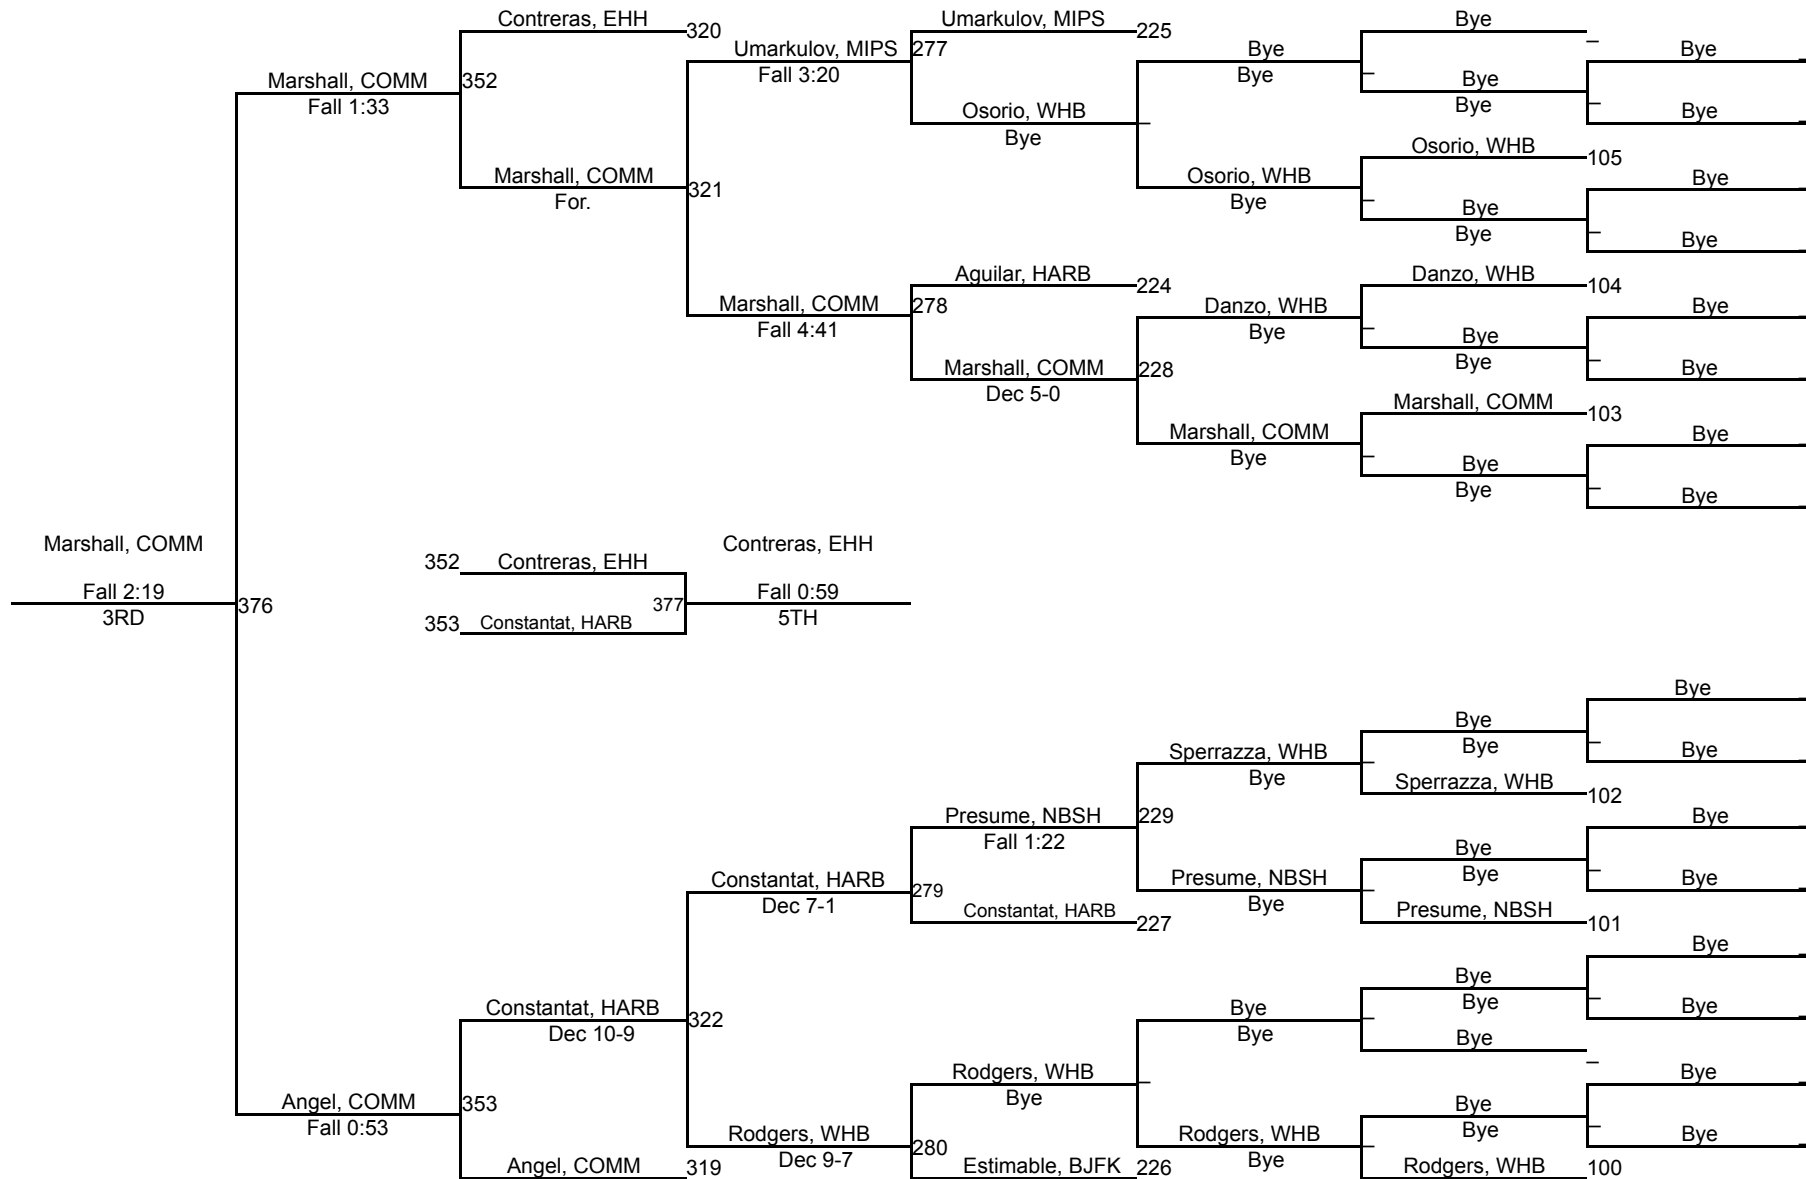 Contreras, EHH
320
Umarkulov, MIPS
225
Bye
Umarkulov, MIPS
277
Fall 3:20
Bye
Bye
Bye
Marshall, COMM
352
Fall 1:33
Bye
Bye
Bye
Osorio, WHB
Bye
Osorio, WHB
105
Marshall, COMM
For.
321
Osorio, WHB
Bye
Bye
Bye
Bye
Bye
Aguilar, HARB
224
Danzo, WHB
104
Marshall, COMM
278
Fall 4:41
Danzo, WHB
Bye
Bye
Bye
Bye
Bye
Marshall, COMM
228
Dec 5-0
Marshall, COMM
103
Marshall, COMM
Bye
Bye
Bye
Bye
Bye
Marshall, COMM
Fall 2:19
3RD
376
352
Contreras, EHH
353
Constantat, HARB
377
Contreras, EHH
Fall 0:59
5TH
Bye
Bye
Bye
Bye
Sperrazza, WHB
Bye
Sperrazza, WHB
102
Presume, NBSH
229
Fall 1:22
Bye
Bye
Bye
Bye
Constantat, HARB
279
Dec 7-1
Presume, NBSH
Bye
Constantat, HARB
227
Presume, NBSH
101
Bye
Bye
Bye
Bye
Constantat, HARB
322
Dec 10-9
Bye
Bye
Bye
Rodgers, WHB
Bye
Bye
Bye
Bye
Bye
Angel, COMM
353
Fall 0:53
Rodgers, WHB
280
Dec 9-7
Rodgers, WHB
Bye
Angel, COMM
319
Estimable, BJFK
226
Rodgers, WHB
100